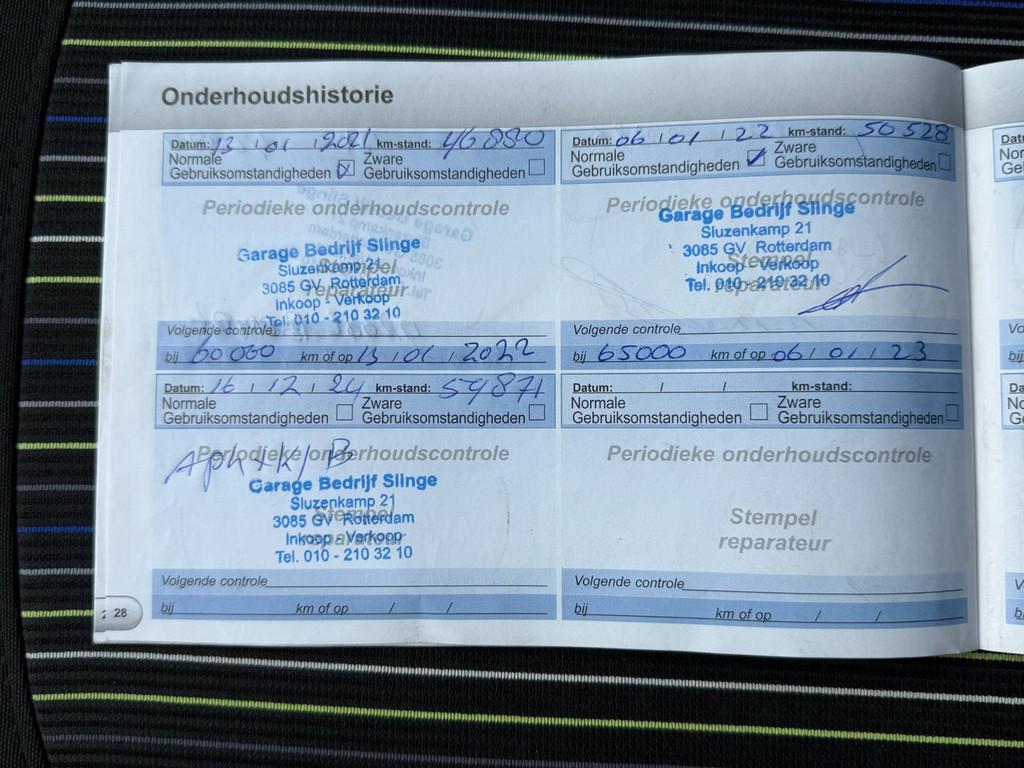 Onderhoudshistorie
Datum: 13 / 01 / 2021 km-stand: 46880
Normale Gebruiksomstandigheden ☒ Zware Gebruiksomstandigheden ☐
Periodieke onderhoudscontrole
Stempel
reparateur
Garage Bedrijf Slinge
Sluzenkamp 21
3085 GV Rotterdam
Inkoop - Verkoop
Tel. 010 - 210 32 10
Volgende controle
bij 60000 km of op 13 / 01 / 2022
Datum: 06 / 01 / 22 km-stand: 50528
Normale Gebruiksomstandigheden ☑ Zware Gebruiksomstandigheden ☐
Periodieke onderhoudscontrole
Stempel
reparateur
Garage Bedrijf Slinge
Sluzenkamp 21
3085 GV Rotterdam
Inkoop - Verkoop
Tel. 010 - 210 32 10
Volgende controle
bij 65000 km of op 06 / 01 / 23
Datum: 16 / 12 / 24 km-stand: 59871
Normale Gebruiksomstandigheden ☐ Zware Gebruiksomstandigheden ☐
Periodieke onderhoudscontrole
Stempel
reparateur
Garage Bedrijf Slinge
Sluzenkamp 21
3085 GV Rotterdam
Inkoop - Verkoop
Tel. 010 - 210 32 10
Volgende controle
bij km of op / /
Datum: / / km-stand:
Normale Gebruiksomstandigheden ☐ Zware Gebruiksomstandigheden ☐
Periodieke onderhoudscontrole
Stempel
reparateur
Volgende controle
bij km of op / /
28